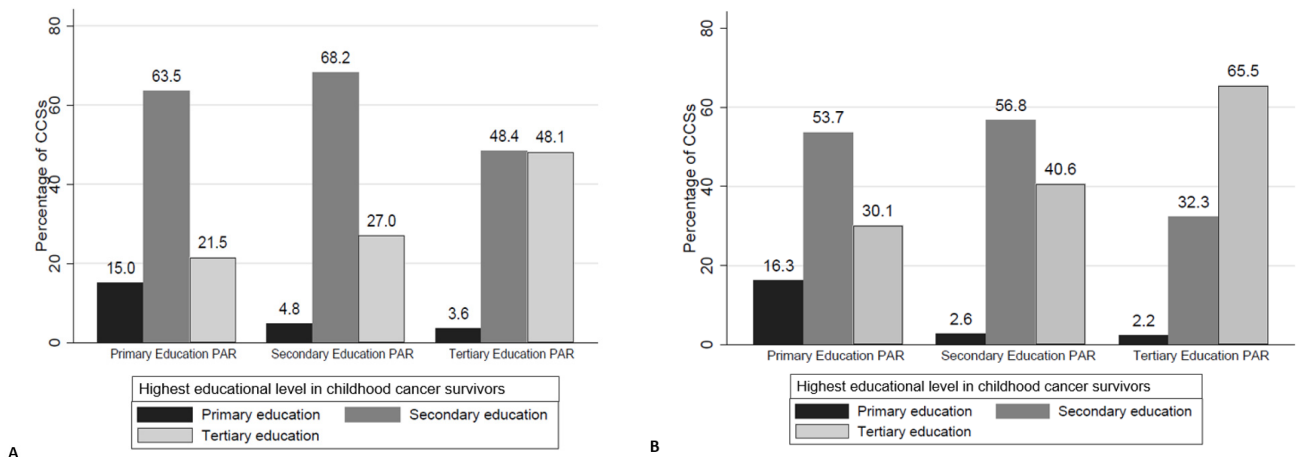 80
60
40
20
0
Percentage of CCSs
15.0
63.5
21.5
4.8
68.2
27.0
3.6
48.4
48.1
Primary Education PAR
Secondary Education PAR
Tertiary Education PAR
Highest educational level in childhood cancer survivors
Primary education
Secondary education
Tertiary education
A
80
60
40
20
0
Percentage of CCSs
16.3
53.7
30.1
2.6
56.8
40.6
2.2
32.3
65.5
Primary Education PAR
Secondary Education PAR
Tertiary Education PAR
Highest educational level in childhood cancer survivors
Primary education
Secondary education
Tertiary education
B